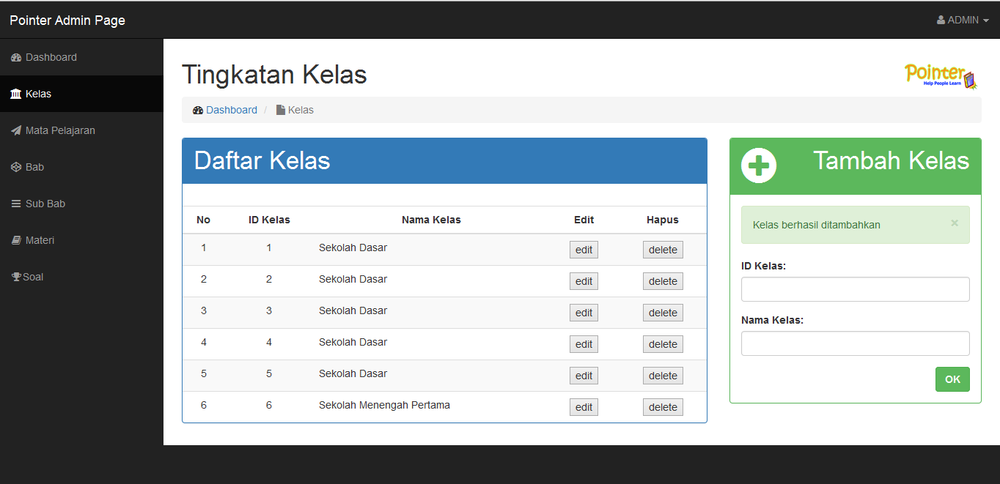 Pointer Admin Page
ADMIN
Dashboard
Kelas
Mata Pelajaran
Bab
Sub Bab
Materi
Soal
Tingkatan Kelas
Pointer
Help People Learn
Dashboard / Kelas
Daftar Kelas
No ID Kelas Nama Kelas Edit Hapus
1 1 Sekolah Dasar edit delete
2 2 Sekolah Dasar edit delete
3 3 Sekolah Dasar edit delete
4 4 Sekolah Dasar edit delete
5 5 Sekolah Dasar edit delete
6 6 Sekolah Menengah Pertama edit delete
Tambah Kelas
Kelas berhasil ditambahkan ×
ID Kelas:
Nama Kelas:
OK